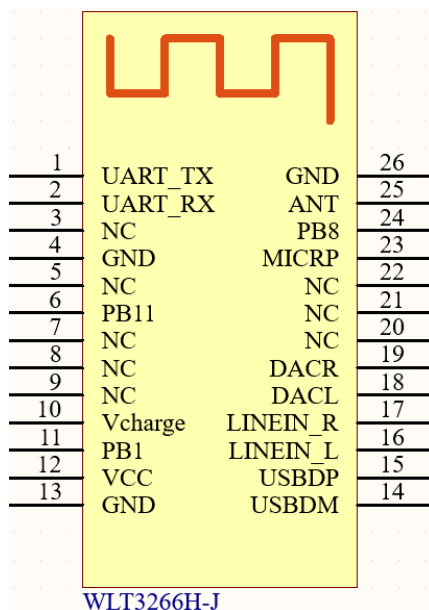 1 UART_TX GND 26
2 UART_RX ANT 25
3 NC PB8 24
4 GND MICRP 23
5 NC NC 22
6 PB11 NC 21
7 NC NC 20
8 NC DACR 19
9 NC DACL 18
10 Vcharge LINEIN_R 17
11 PB1 LINEIN_L 16
12 VCC USBDP 15
13 GND USBDM 14
WLT3266H-J